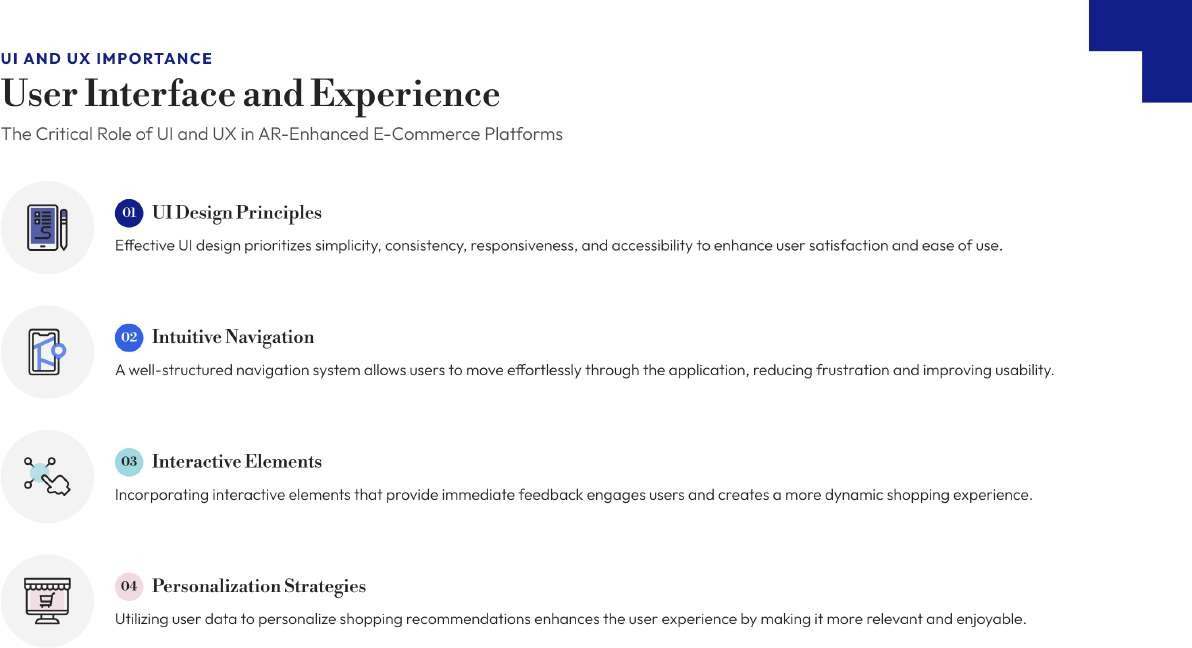 UI AND UX IMPORTANCE
User Interface and Experience
The Critical Role of UI and UX in AR-Enhanced E-Commerce Platforms
01 UI Design Principles
Effective UI design prioritizes simplicity, consistency, responsiveness, and accessibility to enhance user satisfaction and ease of use.
02 Intuitive Navigation
A well-structured navigation system allows users to move effortlessly through the application, reducing frustration and improving usability.
03 Interactive Elements
Incorporating interactive elements that provide immediate feedback engages users and creates a more dynamic shopping experience.
04 Personalization Strategies
Utilizing user data to personalize shopping recommendations enhances the user experience by making it more relevant and enjoyable.